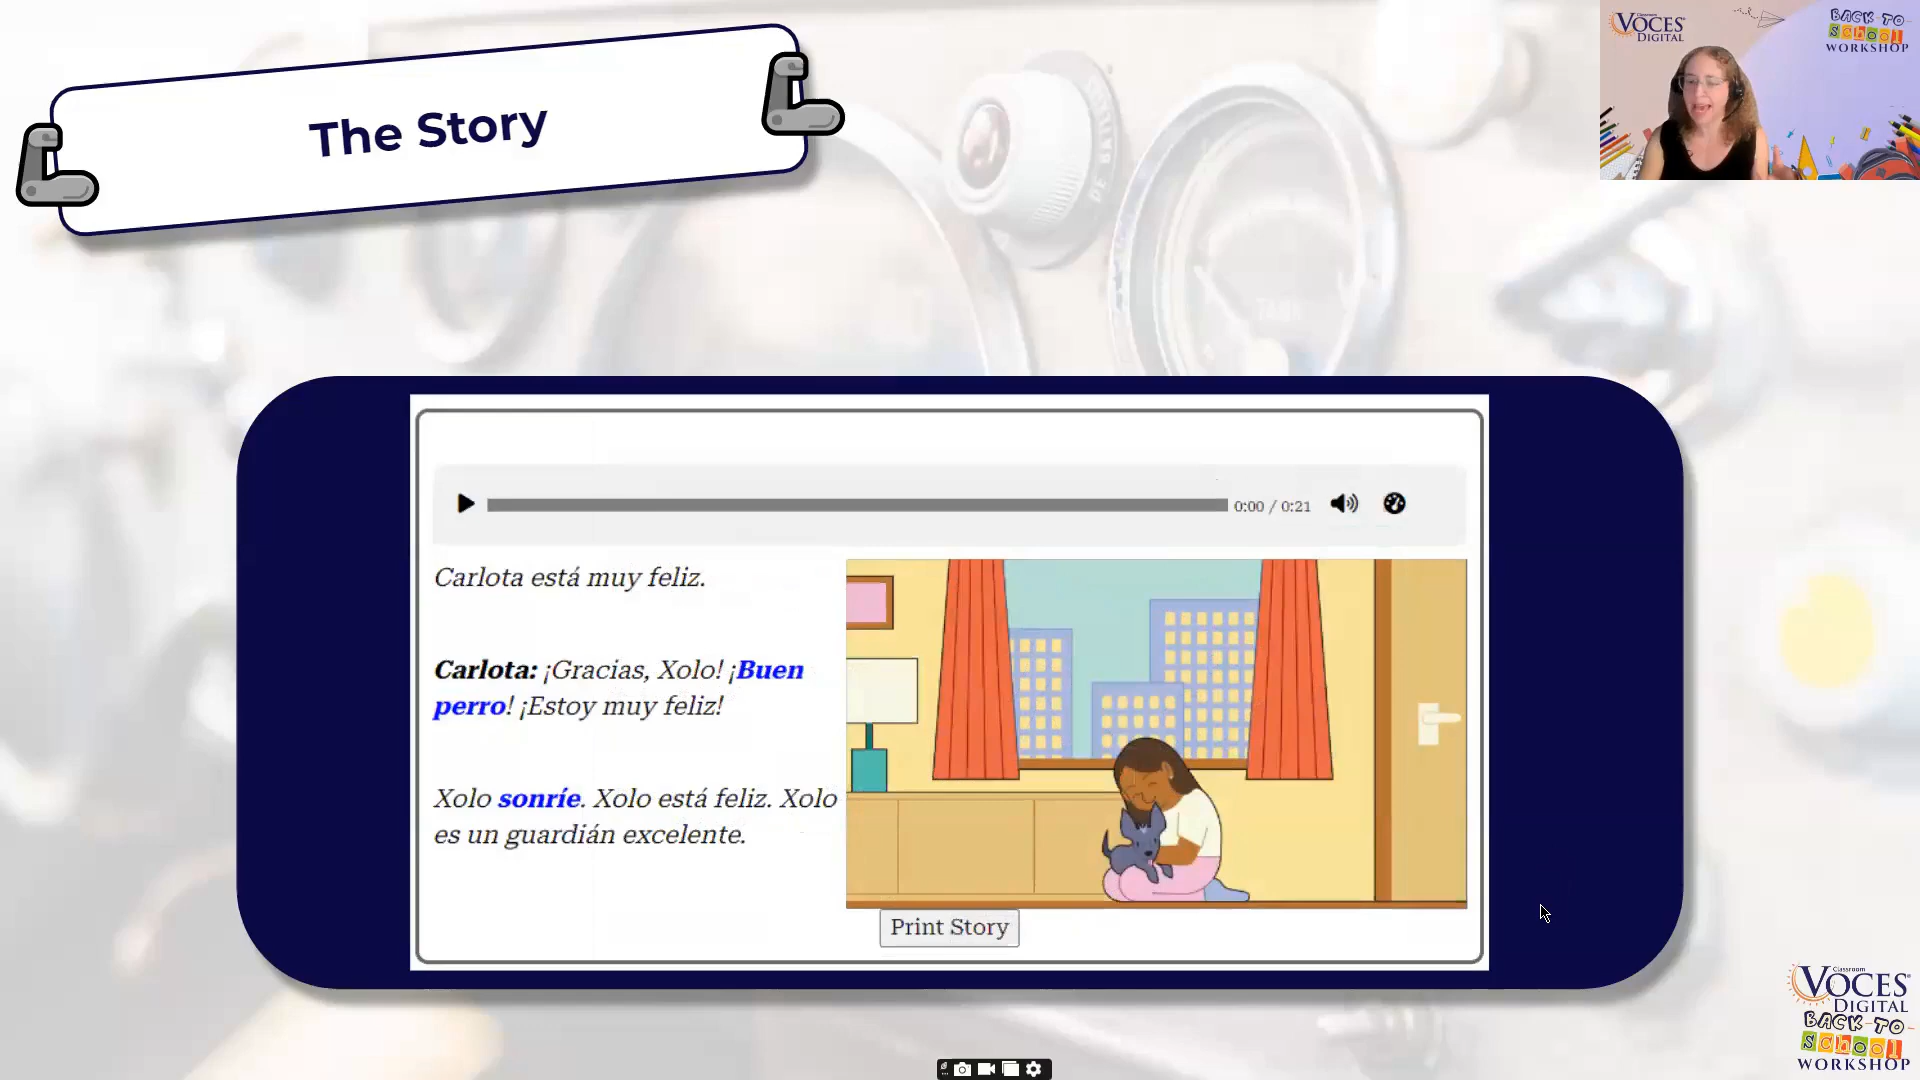 The Story
Classroom
VOCES
DIGITAL
BACK TO
SCHOOL
WORKSHOP
0:00 / 0:21
Carlota está muy feliz.
Carlota: ¡Gracias, Xolo! ¡Buen
perro! ¡Estoy muy feliz!
Xolo sonríe. Xolo está feliz. Xolo
es un guardián excelente.
Print Story
Classroom
VOCES
DIGITAL
BACK TO
SCHOOL
WORKSHOP